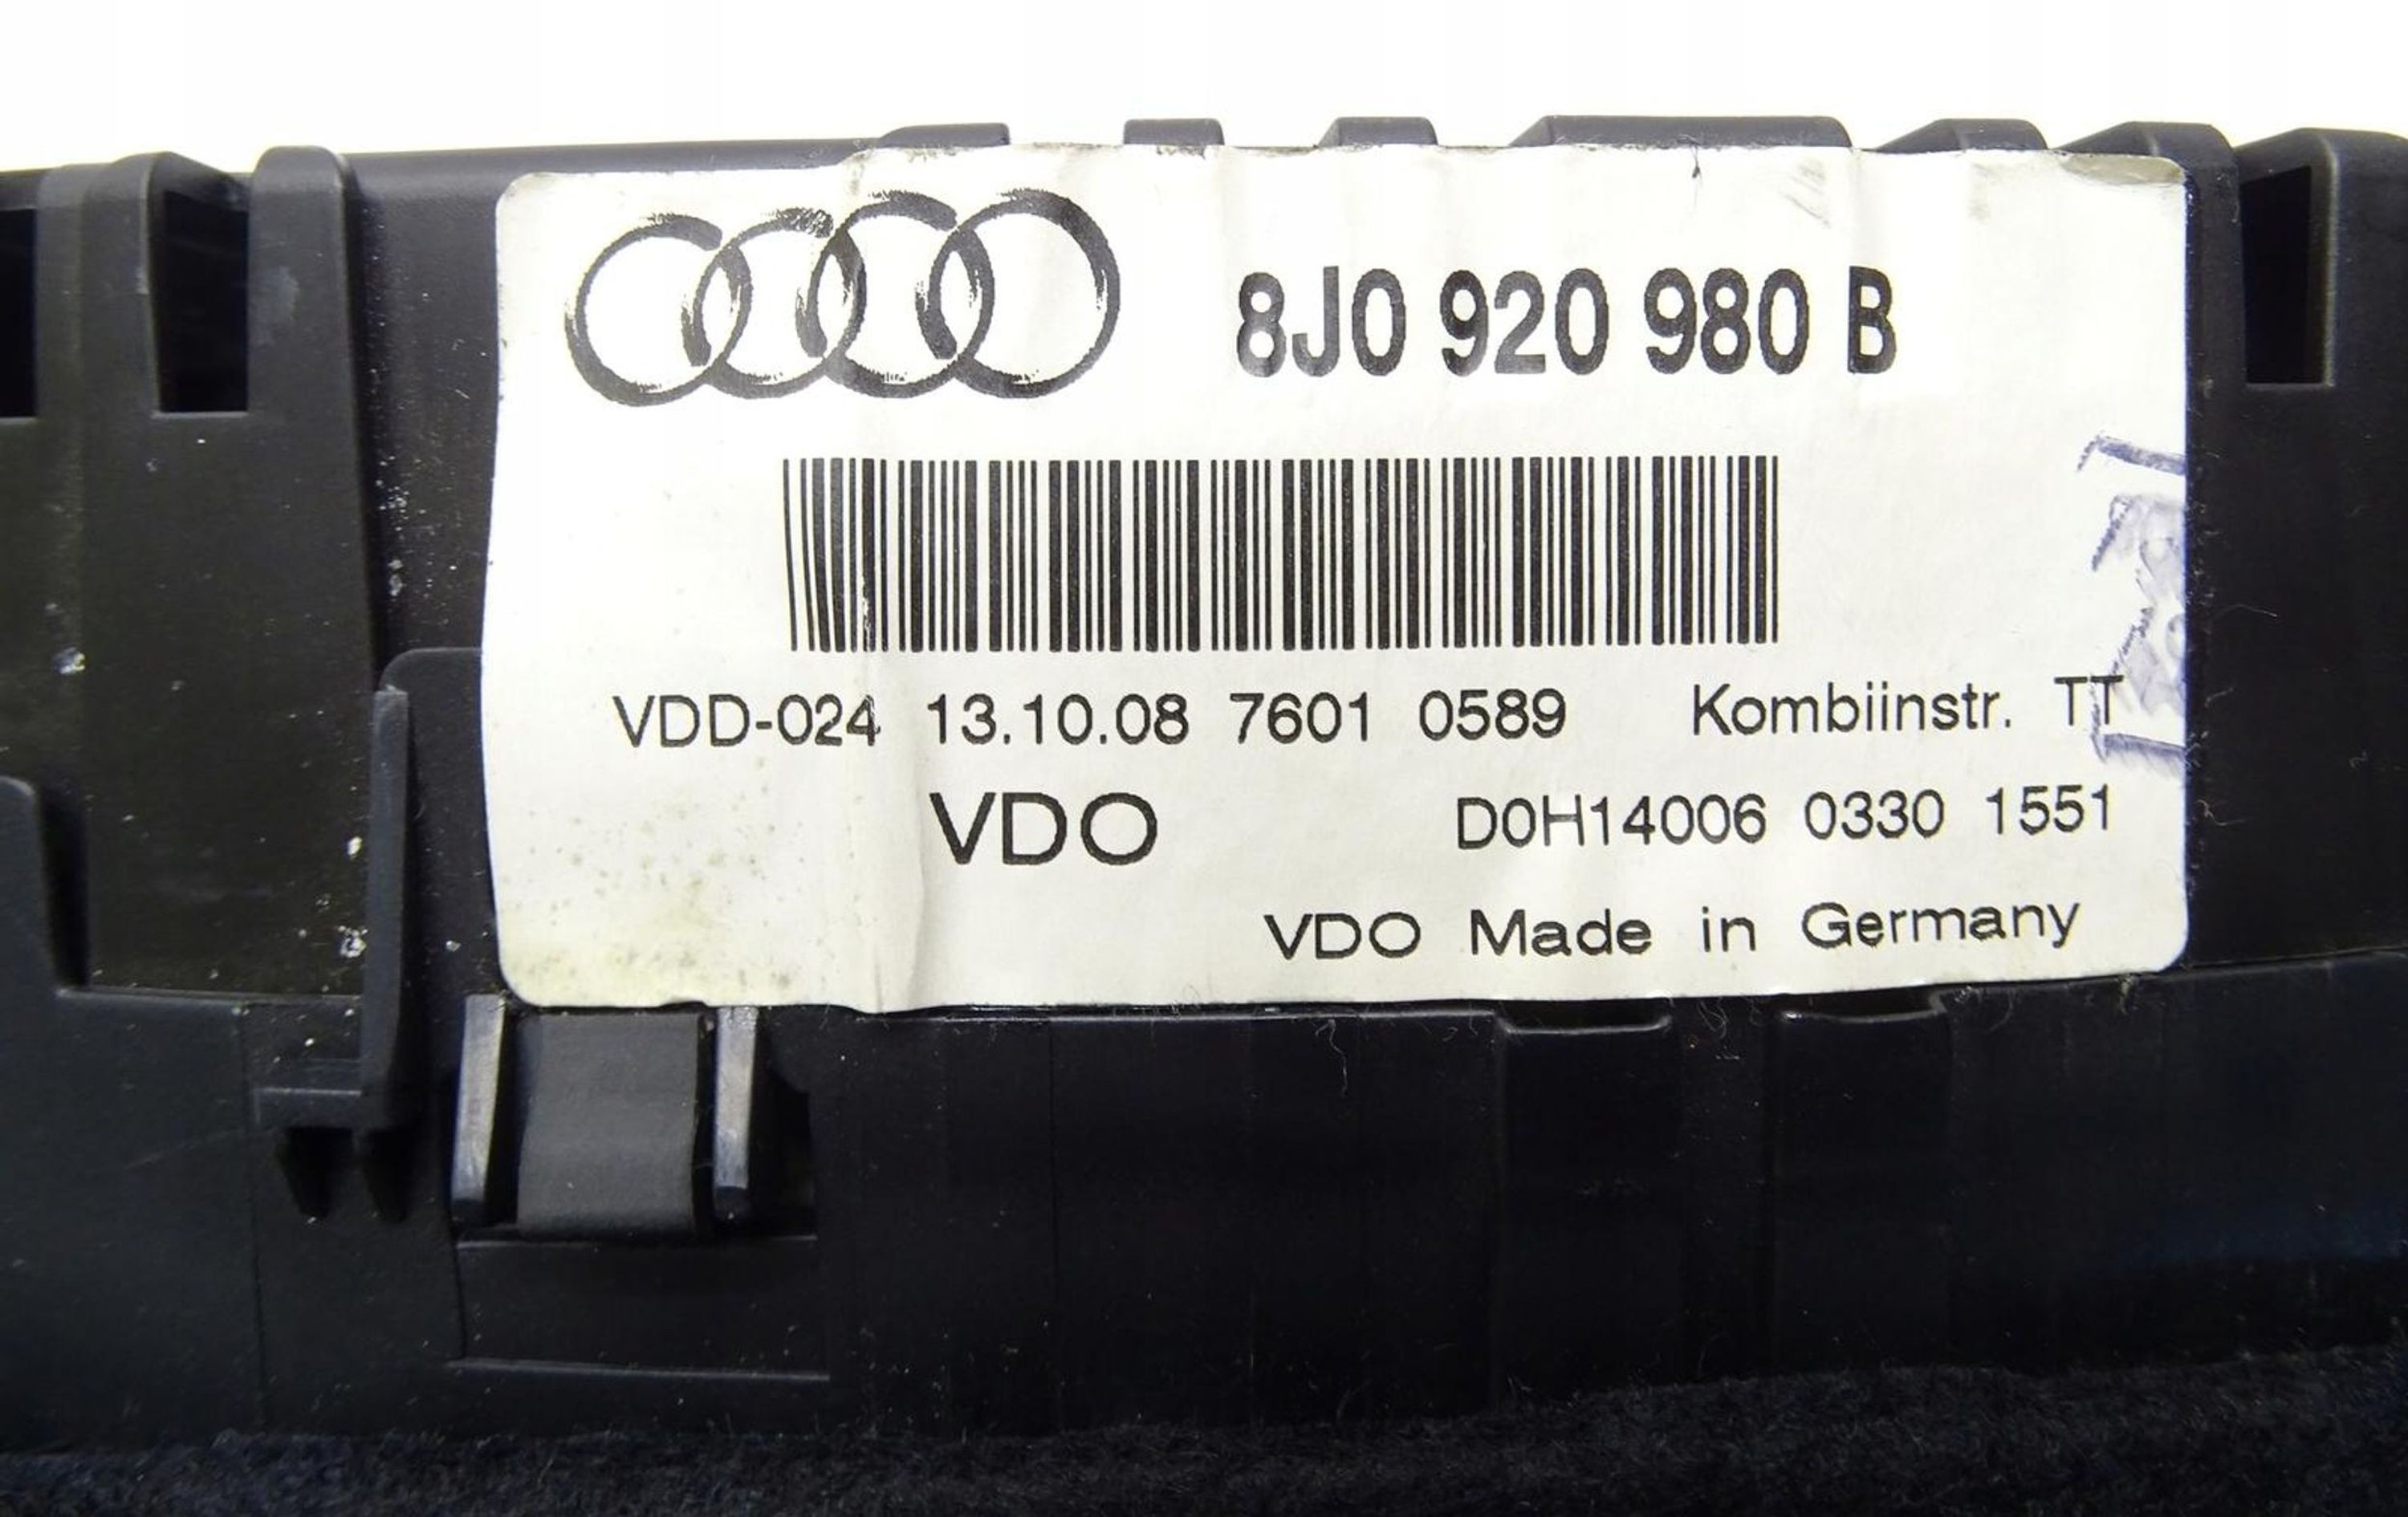 8J0 920 980 B
VDD-024 13.10.08 7601 0589 Kombiinstr. TT
VDO D0H14006 0330 1551
VDO Made in Germany